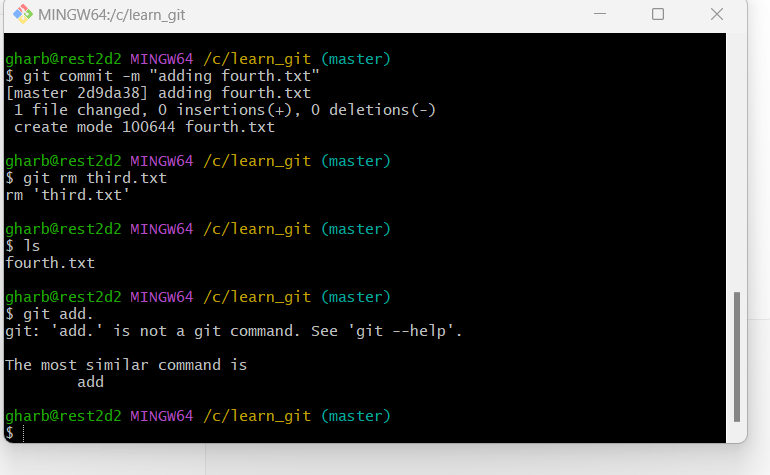 MINGW64:/c/learn_git
gharb@rest2d2 MINGW64 /c/learn_git (master)
$ git commit -m "adding fourth.txt"
[master 2d9da38] adding fourth.txt
 1 file changed, 0 insertions(+), 0 deletions(-)
 create mode 100644 fourth.txt
gharb@rest2d2 MINGW64 /c/learn_git (master)
$ git rm third.txt
rm 'third.txt'
gharb@rest2d2 MINGW64 /c/learn_git (master)
$ ls
fourth.txt
gharb@rest2d2 MINGW64 /c/learn_git (master)
$ git add.
git: 'add.' is not a git command. See 'git --help'.
The most similar command is
        add
gharb@rest2d2 MINGW64 /c/learn_git (master)
$